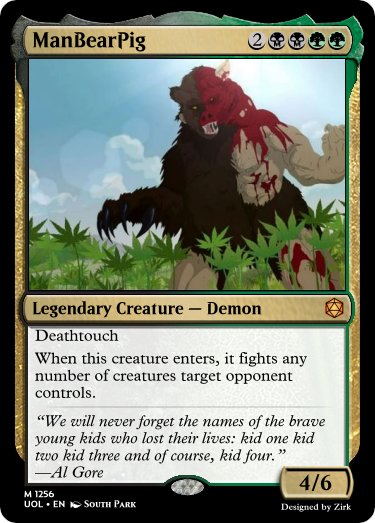 ManBearPig 2
Legendary Creature — Demon
Deathtouch
When this creature enters, it fights any
number of creatures target opponent
controls.
“We will never forget the names of the brave
young kids who lost their lives: kid one kid
two kid three and of course, kid four.”
—Al Gore
4/6
M 1256
UOL • EN South Park
Designed by Zirk